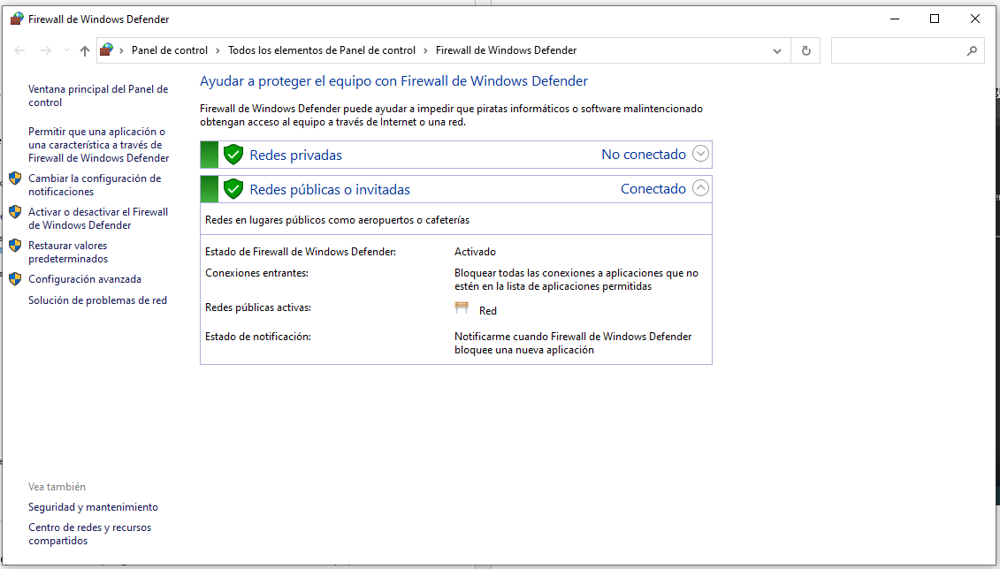 Firewall de Windows Defender
Panel de control
Todos los elementos de Panel de control
Firewall de Windows Defender
Ventana principal del Panel de
control
Permitir que una aplicación o
una característica a través de
Firewall de Windows Defender
Cambiar la configuración de
notificaciones
Activar o desactivar el Firewall
de Windows Defender
Restaurar valores
predeterminados
Configuración avanzada
Solución de problemas de red
Ayudar a proteger el equipo con Firewall de Windows Defender
Firewall de Windows Defender puede ayudar a impedir que piratas informáticos o software malintencionado
obtengan acceso al equipo a través de Internet o una red.
Redes privadas No conectado
Redes públicas o invitadas Conectado
Redes en lugares públicos como aeropuertos o cafeterías
Estado de Firewall de Windows Defender: Activado
Conexiones entrantes: Bloquear todas las conexiones a aplicaciones que no
estén en la lista de aplicaciones permitidas
Redes públicas activas: Red
Estado de notificación: Notificarme cuando Firewall de Windows Defender
bloquee una nueva aplicación
Vea también
Seguridad y mantenimiento
Centro de redes y recursos
compartidos